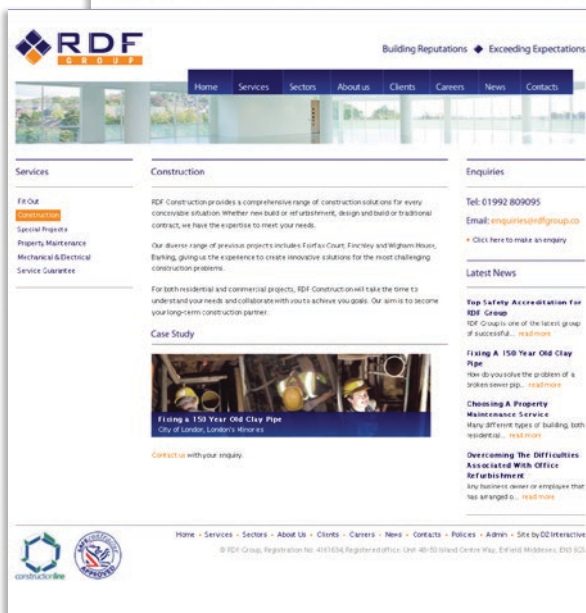 RDF
GROUP
Building Reputations ◆ Exceeding Expectations
Home Services Sectors About us Clients Careers News Contacts
Services
Fit Out
Construction
Special Projects
Property Maintenance
Mechanical & Electrical
Service Guarantee
Construction
RDF Construction provides a comprehensive range of construction solutions for every
conceivable situation. Whether new build or refurbishment, design and build or traditional
contract, we have the expertise to meet your needs.
Our diverse range of previous projects includes Fairfax Court, Finchley and Wigham House,
Barking, giving us the experience to create innovative solutions for the most challenging
construction problems.
For both residential and commercial projects, RDF Construction will take the time to
understand your needs and collaborate with you to achieve you goals. Our aim is to become
your long-term construction partner.
Case Study
Fixing a 150 Year Old Clay Pipe
City of London, London's Minories
Contact us with your enquiry.
Enquiries
Tel: 01992 809095
Email: enquiries@rdfgroup.co
Click here to make an enquiry
Latest News
Top Safety Accreditation for
RDF Group
RDF Group is one of the latest group
of successful... read more
Fixing A 150 Year Old Clay
Pipe
How do you solve the problem of a
broken sewer pip... read more
Choosing A Property
Maintenance Service
Many different types of building, both
residential... read more
Overcoming The Difficulties
Associated With Office
Refurbishment
Any business owner or employee that
has arranged o... read more
Home • Services • Sectors • About Us • Clients • Careers • News • Contacts • Polices • Admin • Site by D2 Interactive
© RDF Group, Registration No. 4161634, Registered office: Unit 48-50 Island Centre Way, Enfield, Middlesex, EN3 6GS
constructionline
SAFEcontractor
APPROVED